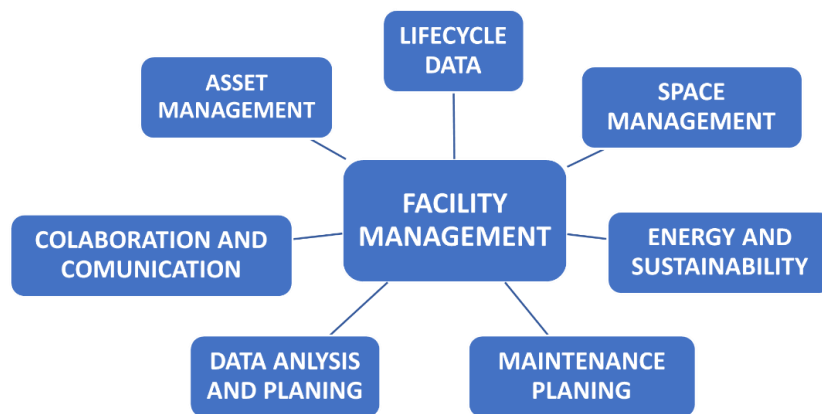 LIFECYCLE
DATA
ASSET
MANAGEMENT
SPACE
MANAGEMENT
FACILITY
MANAGEMENT
COLABORATION AND
COMUNICATION
ENERGY AND
SUSTAINABILITY
DATA ANLYSIS
AND PLANING
MAINTENANCE
PLANING